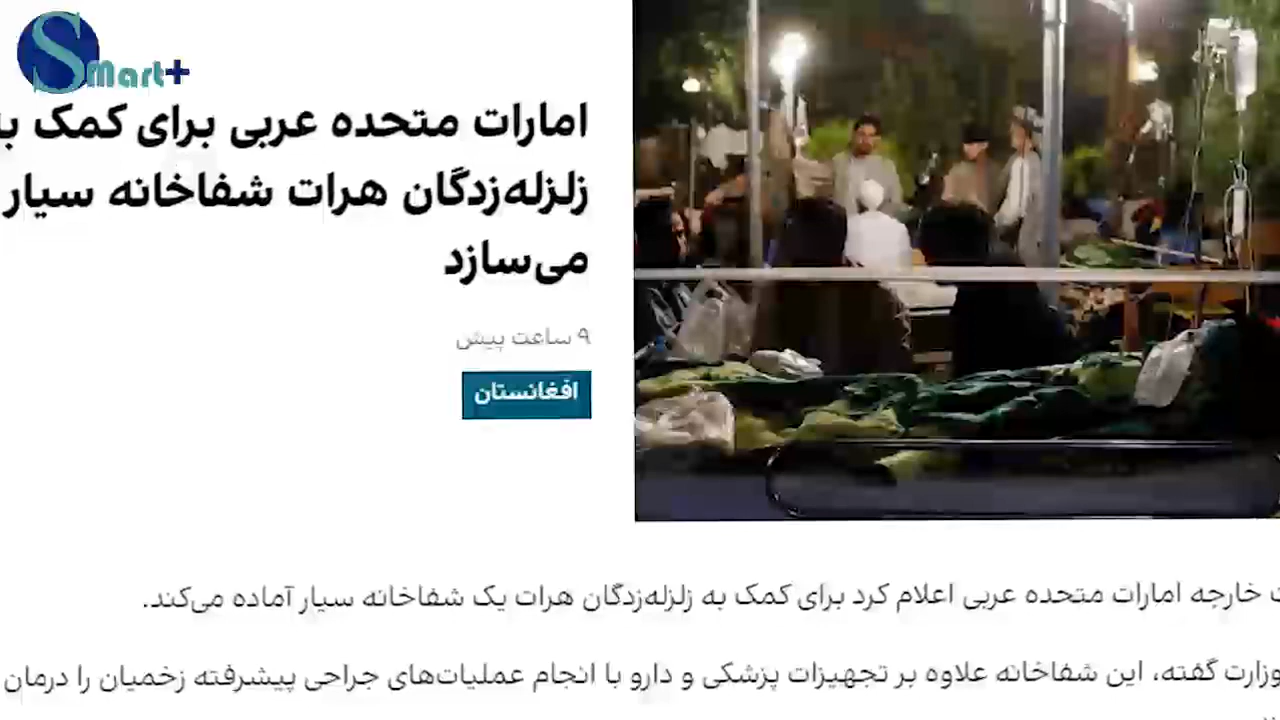 SMart+
امارات متحده عربی برای کمک
زلزله‌زدگان هرات شفاخانه سیار
می‌سازد
۹ ساعت پیش
افغانستان
خارجه امارات متحده عربی اعلام کرد برای کمک به زلزله‌زدگان هرات یک شفاخانه سیار آماده می‌کند.
وزارت گفته، این شفاخانه علاوه بر تجهیزات پزشکی و دارو با انجام عملیات‌های جراحی پیشرفته زخمیان را درمان